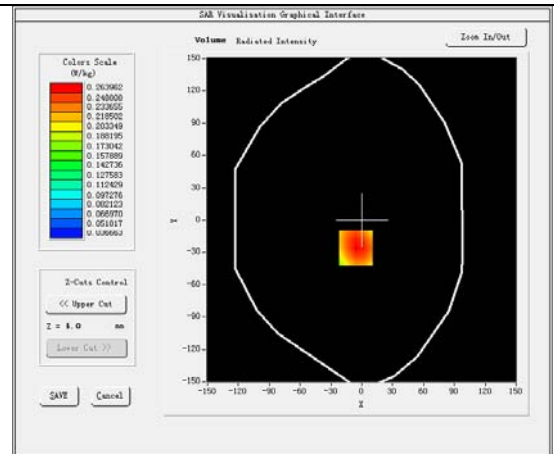 SAR Visualisation Graphical Interface
Volume Radiated Intensity
Zoom In/Out
Colors Scale
(W/kg)
0.263962
0.248808
0.233655
0.218502
0.203349
0.188195
0.173042
0.157889
0.142736
0.127583
0.112429
0.097276
0.082123
0.066970
0.051817
0.036663
Z-Cuts Control
<< Upper Cut
Z = 4.0 mm
Lower Cut >>
SAVE
Cancel
150
120
90
60
30
0
-30
-60
-90
-120
-150
Y
-150 -120 -90 -60 -30 0 30 60 90 120 150
X